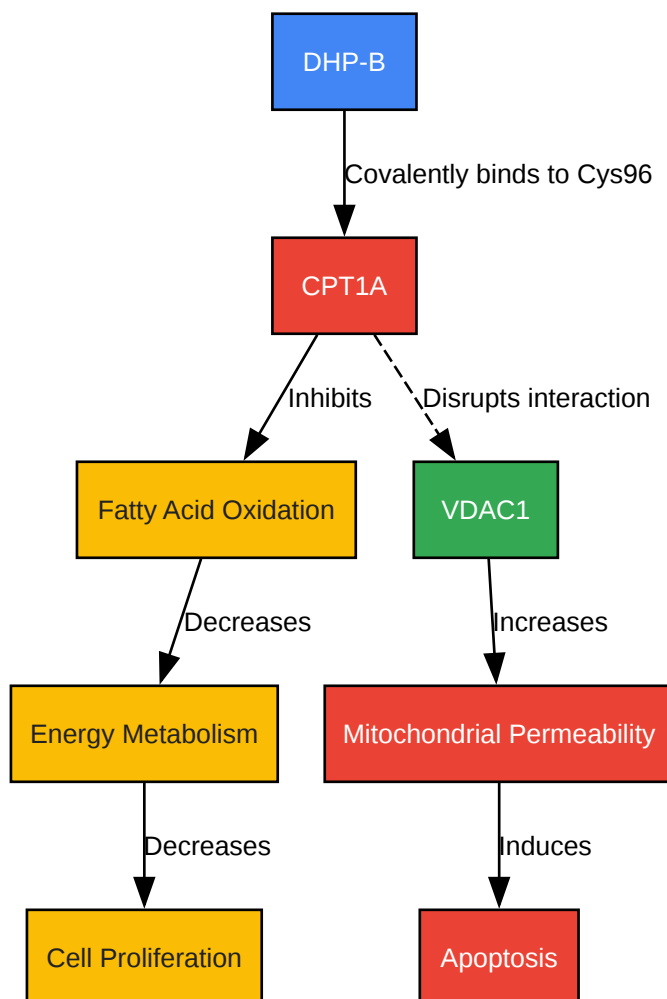 DHP-B
Covalently binds to Cys96
CPT1A
Inhibits
Disrupts interaction
Fatty Acid Oxidation
VDAC1
Decreases
Increases
Energy Metabolism
Mitochondrial Permeability
Decreases
Induces
Cell Proliferation
Apoptosis